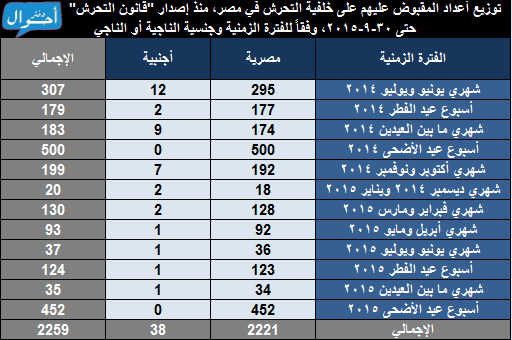 توزيع أعداد المقبوض عليهم على خلفية التحرش في مصر، منذ إصدار "قانون التحرش"
حتى ٣٠-٩-٢٠١٥، وفقاً للفترة الزمنية وجنسية الناجية أو الناجي
احتوال
الفترة الزمنية مصرية أجنبية الإجمالي
شهري يونيو ويوليو ٢٠١٤ 295 12 307
أسبوع عيد الفطر ٢٠١٤ 177 2 179
شهري ما بين العيدين ٢٠١٤ 174 9 183
أسبوع عيد الأضحى ٢٠١٤ 500 0 500
شهري أكتوبر ونوفمبر ٢٠١٤ 192 7 199
شهري ديسمبر ٢٠١٤ ويناير ٢٠١٥ 18 2 20
شهري فبراير ومارس ٢٠١٥ 128 2 130
شهري أبريل ومايو ٢٠١٥ 92 1 93
شهري يونيو ويوليو ٢٠١٥ 36 1 37
أسبوع عيد الفطر ٢٠١٥ 123 1 124
شهري ما بين العيدين ٢٠١٥ 34 1 35
أسبوع عيد الأضحى ٢٠١٥ 452 0 452
الإجمالي 2221 38 2259